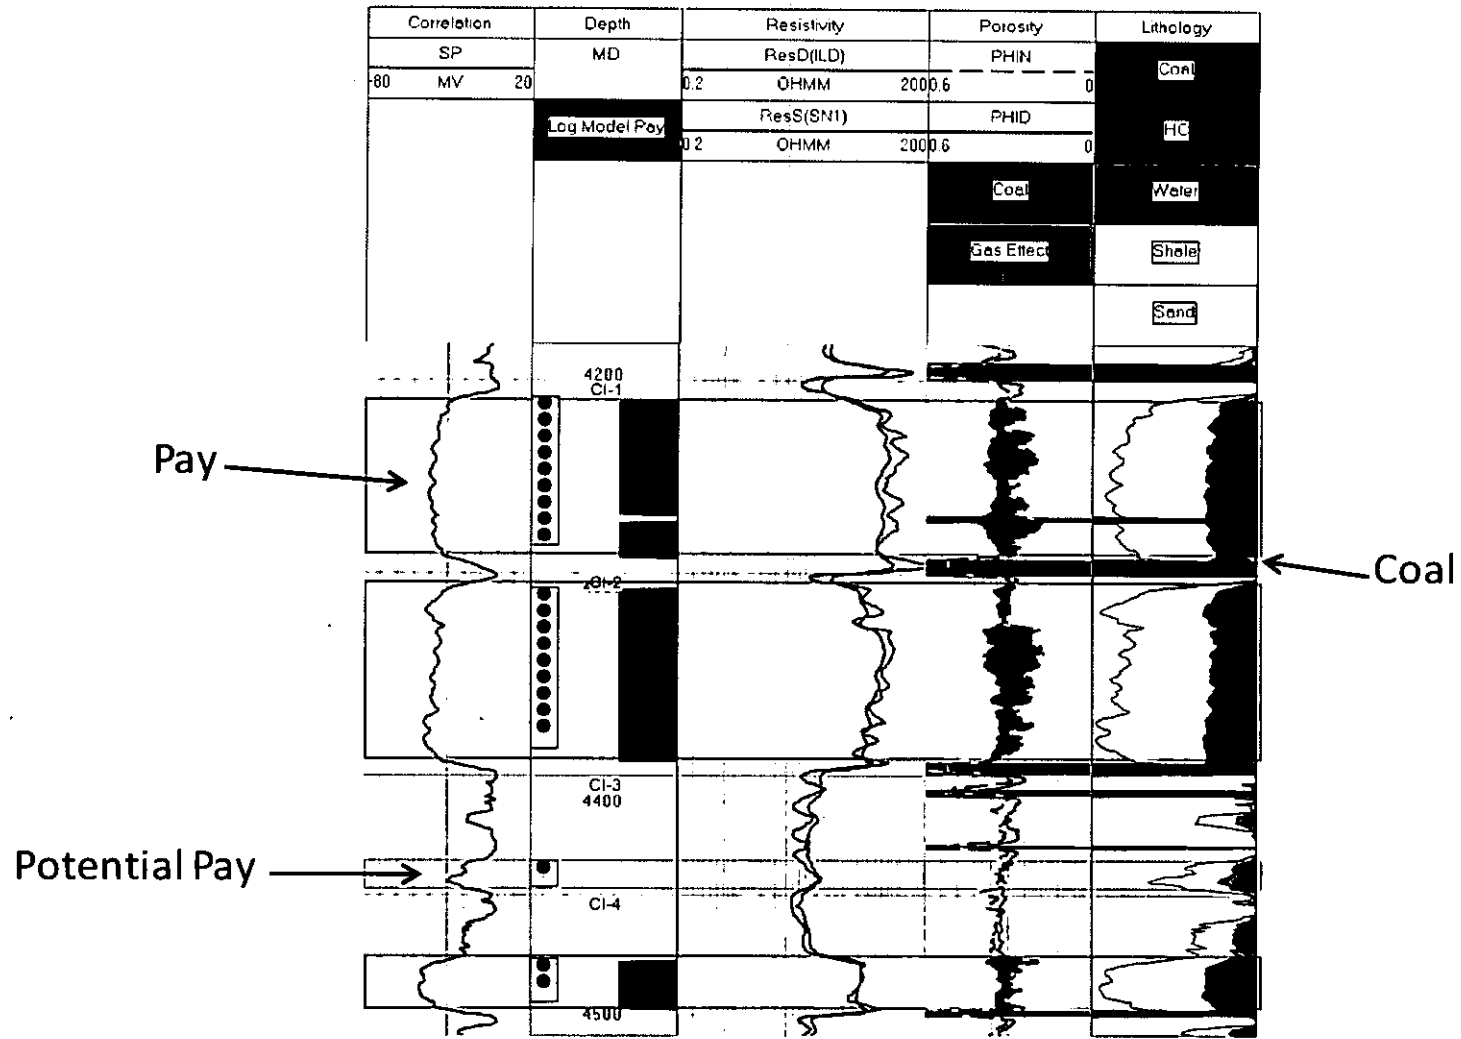 Correlation Depth Resistivity Porosity Lithology
SP MD ResD(ILD) PHIN Coal
-80 MV 20 0.2 OHMM 2000 0.6 0
Log Model Pay ResS(SN1) PHID HC
0.2 OHMM 2000 0.6 0
Coal Water
Gas Effect Shale
Sand
4200
CI-1
Pay
Coal
CI-2
CI-3
4400
Potential Pay
CI-4
4500